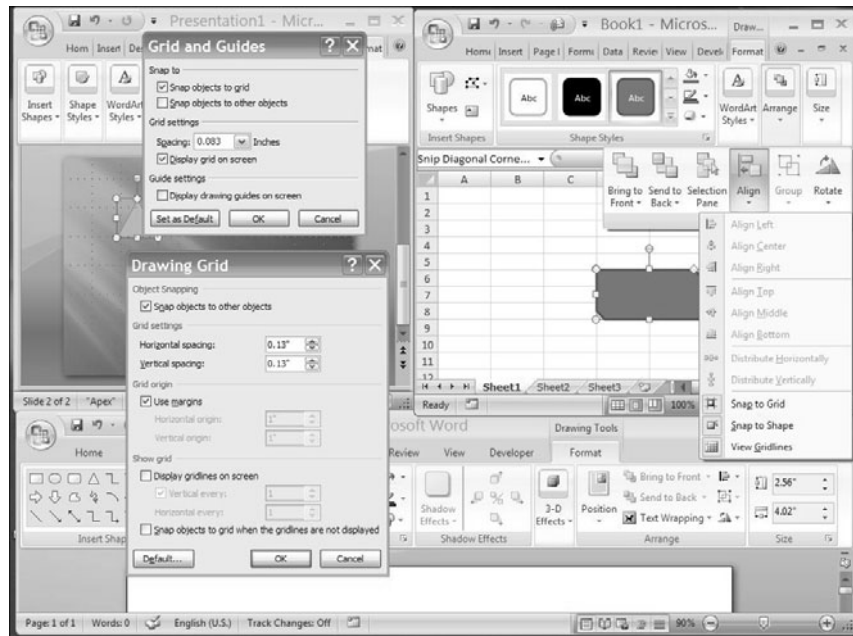 Presentation1 - Micr...
Hom
Insert
De
mat
Insert Shapes
Shape Styles
WordArt Styles
Grid and Guides
Snap to
Snap objects to grid
Snap objects to other objects
Grid settings
Spacing: 0.083 Inches
Display grid on screen
Guide settings
Display drawing guides on screen
Set as Default
OK
Cancel
Slide 2 of 2
"Apex"
Book1 - Micros...
Draw...
Home
Insert
Page l
Form
Data
Revie
View
Devel
Format
Shapes
Abc
Abc
Abc
WordArt Styles
Arrange
Size
Insert Shapes
Shape Styles
Snip Diagonal Corne...
Bring to Front
Send to Back
Selection Pane
Align
Group
Rotate
A B C
1
2
3
4
5
6
7
8
9
10
11
12
Align Left
Align Center
Align Right
Align Top
Align Middle
Align Bottom
Distribute Horizontally
Distribute Vertically
Snap to Grid
Snap to Shape
View Gridlines
Sheet1 Sheet2 Sheet3
Ready
100%
Drawing Grid
Object Snapping
Snap objects to other objects
Grid settings
Horizontal spacing: 0.13"
Vertical spacing: 0.13"
Grid origin
Use margins
Horizontal origin: 1"
Vertical origin: 1"
Show grid
Display gridlines on screen
Vertical every: 1
Horizontal every: 1
Snap objects to grid when the gridlines are not displayed
Default...
OK
Cancel
osoft Word
Drawing Tools
Home
Review
View
Developer
Format
Insert Shap
Shadow Effects
3-D Effects
Position
Bring to Front
Send to Back
Text Wrapping
2.56"
4.02"
Shadow Effects
Arrange
Size
Page: 1 of 1
Words: 0
English (U.S.)
Track Changes: Off
90%